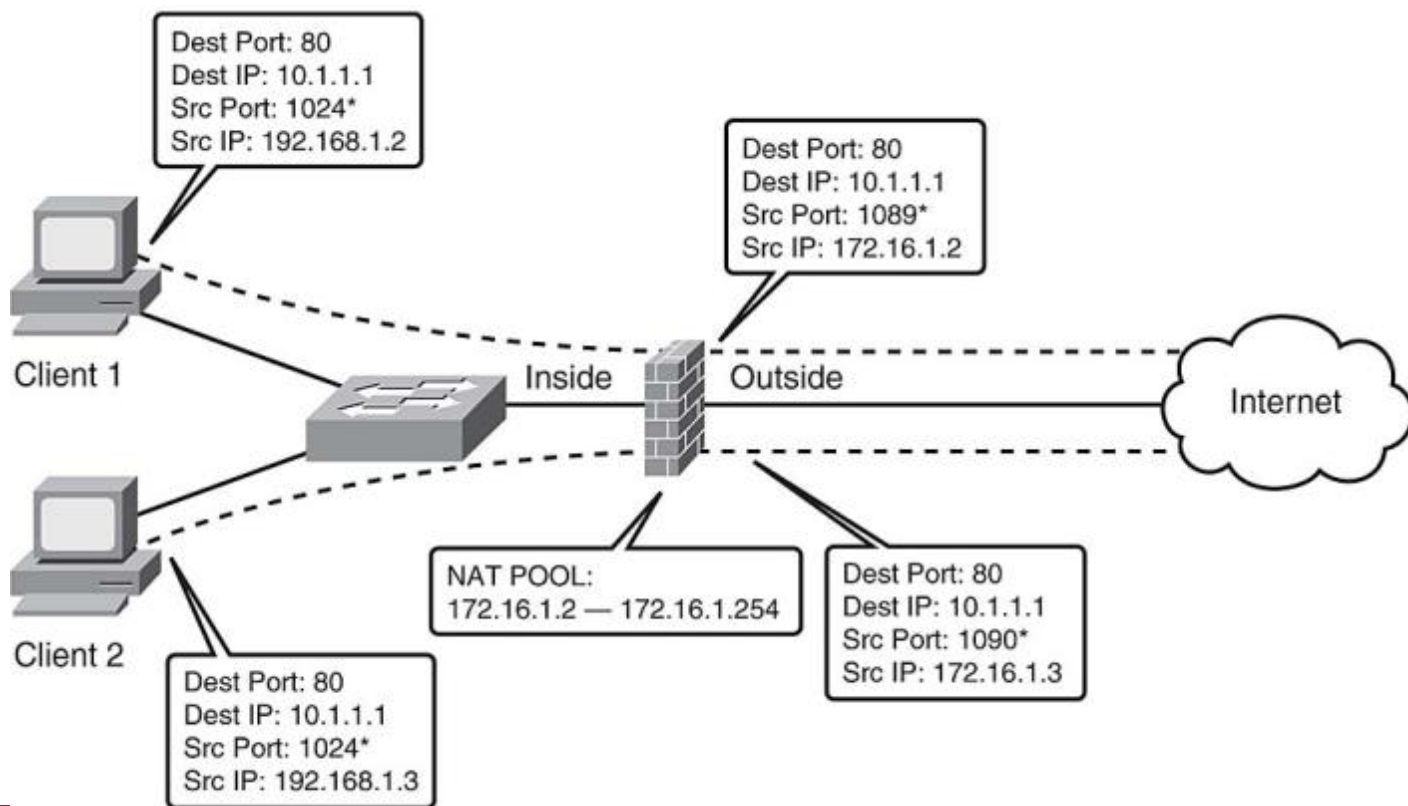 Dest Port: 80
Dest IP: 10.1.1.1
Src Port: 1024*
Src IP: 192.168.1.2
Dest Port: 80
Dest IP: 10.1.1.1
Src Port: 1089*
Src IP: 172.16.1.2
Client 1
Inside
Outside
Internet
NAT POOL:
172.16.1.2 — 172.16.1.254
Dest Port: 80
Dest IP: 10.1.1.1
Src Port: 1090*
Src IP: 172.16.1.3
Client 2
Dest Port: 80
Dest IP: 10.1.1.1
Src Port: 1024*
Src IP: 192.168.1.3